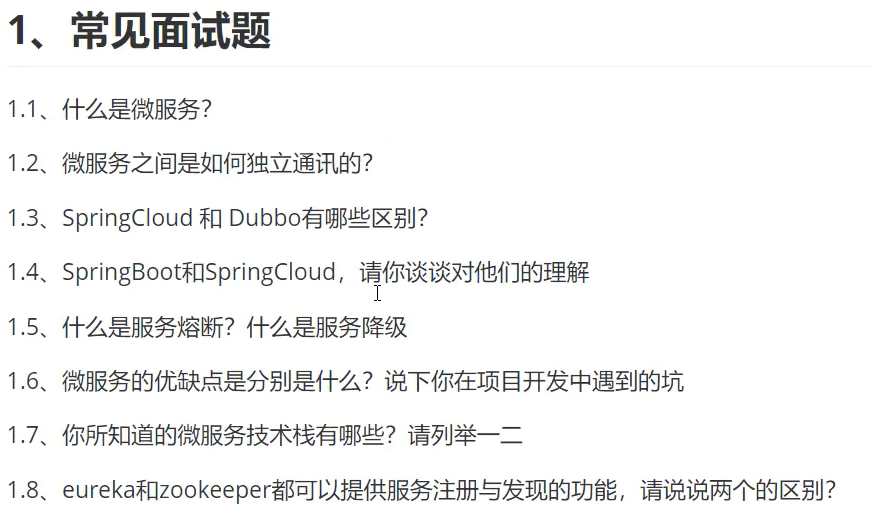 1、常见面试题
1.1、什么是微服务？
1.2、微服务之间是如何独立通讯的？
1.3、SpringCloud 和 Dubbo有哪些区别？
1.4、SpringBoot和SpringCloud，请你谈谈对他们的理解
1.5、什么是服务熔断？什么是服务降级
1.6、微服务的优缺点是分别是什么？说下你在项目开发中遇到的坑
1.7、你所知道的微服务技术栈有哪些？请列举一二
1.8、eureka和zookeeper都可以提供服务注册与发现的功能，请说说两个的区别？